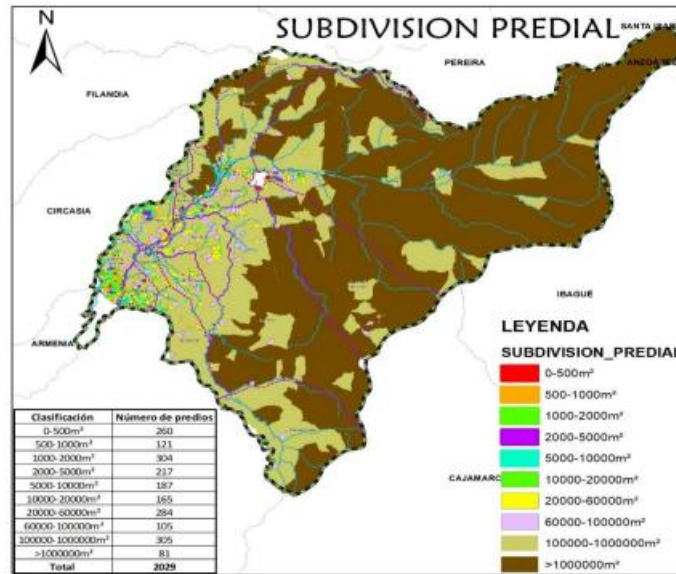 SUBDIVISION PREDIAL
N
PEREIRA
FILANDIA
CIRCASIA
IBAGUÉ
ARMENIA
LEYENDA
SUBDIVISION_PREDIAL
0-500m²
500-1000m²
1000-2000m²
2000-5000m²
5000-10000m²
10000-20000m²
20000-60000m²
60000-100000m²
100000-1000000m²
>1000000m²
CAJAMARC
Clasificación Número de predios
0-500m² 260
500-1000m² 121
1000-2000m² 304
2000-5000m² 217
5000-10000m² 187
10000-20000m² 165
20000-60000m² 284
60000-100000m² 105
100000-1000000m² 305
>1000000m² 81
Total 2029